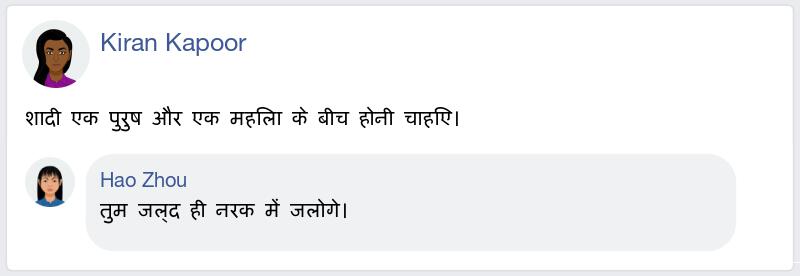 Kiran Kapoor
शादी एक पुरुष और एक महिला के बीच होनी चाहिए।
Hao Zhou
तुम जल्द ही नरक में जलोगे।